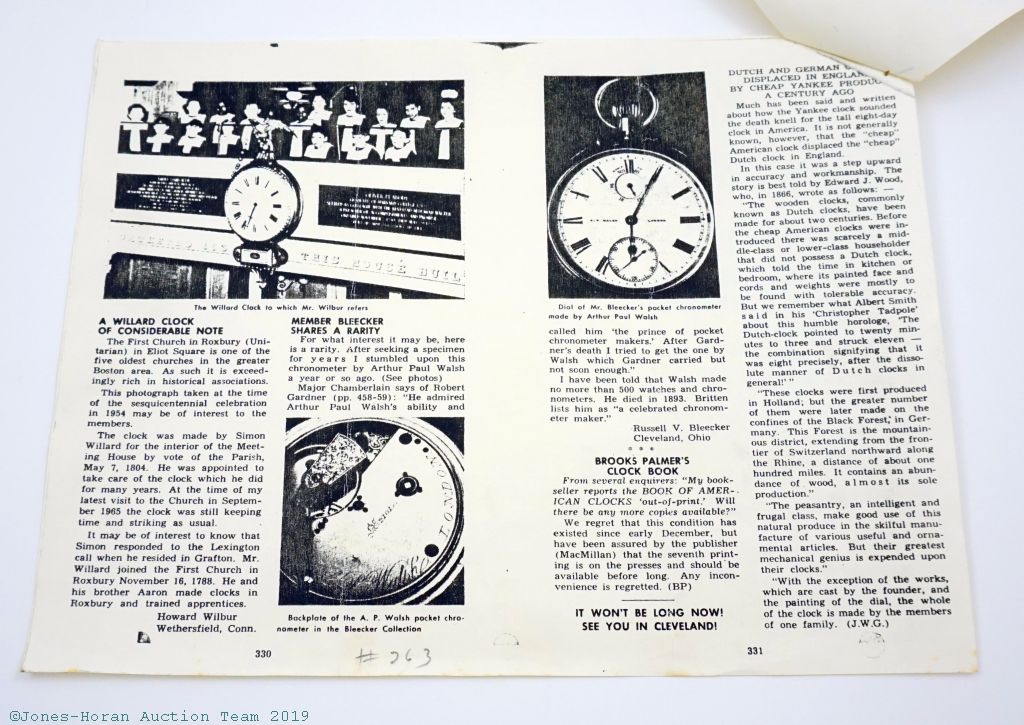 THIS HOUSE BUIL
The Willard Clock to which Mr. Wilbur refers
A WILLARD CLOCK
OF CONSIDERABLE NOTE
The First Church in Roxbury (Uni-
tarian) in Eliot Square is one of the
five oldest churches in the greater
Boston area. As such it is exceed-
ingly rich in historical associations.
This photograph taken at the time
of the sesquicentennial celebration
in 1954 may be of interest to the
members.
The clock was made by Simon
Willard for the interior of the Meet-
ing House by vote of the Parish,
May 7, 1804. He was appointed to
take care of the clock which he did
for many years. At the time of my
latest visit to the Church in Septem-
ber 1965 the clock was still keeping
time and striking as usual.
It may be of interest to know that
Simon responded to the Lexington
call when he resided in Grafton. Mr.
Willard joined the First Church in
Roxbury November 16, 1788. He and
his brother Aaron made clocks in
Roxbury and trained apprentices.
Howard Wilbur
Wethersfield, Conn.
MEMBER BLEECKER
SHARES A RARITY
For what interest it may be, here
is a rarity. After seeking a specimen
for years I stumbled upon this
chronometer by Arthur Paul Walsh
a year or so ago. (See photos)
Major Chamberlain says of Robert
Gardner (pp. 458-59): "He admired
Arthur Paul Walsh's ability and
LONDON
Backplate of the A. P. Walsh pocket chro-
nometer in the Bleecker Collection
330
# 263
A. P. WALSH LONDON
Dial of Mr. Bleecker's pocket chronometer
made by Arthur Paul Walsh
called him 'the prince of pocket
chronometer makers.' After Gard-
ner's death I tried to get the one by
Walsh which Gardner carried but
not soon enough."
I have been told that Walsh made
no more than 500 watches and chro-
nometers. He died in 1893. Britten
lists him as "a celebrated chronom-
eter maker."
Russell V. Bleecker
Cleveland, Ohio
* * *
BROOKS PALMER'S
CLOCK BOOK
From several enquirers: "My book-
seller reports the BOOK OF AMER-
ICAN CLOCKS 'out-of-print.' Will
there be any more copies available?"
We regret that this condition has
existed since early December, but
have been assured by the publisher
(MacMillan) that the seventh print-
ing is on the presses and should be
available before long. Any incon-
venience is regretted. (BP)
IT WON'T BE LONG NOW!
SEE YOU IN CLEVELAND!
DUTCH AND GERMAN
DISPLACED IN ENGLAN
BY CHEAP YANKEE PRODUC
A CENTURY AGO
Much has been said and written
about how the Yankee clock sounded
the death knell for the tall eight-day
clock in America. It is not generally
known, however, that the "cheap"
American clock displaced the "cheap"
Dutch clock in England.
In this case it was a step upward
in accuracy and workmanship. The
story is best told by Edward J. Wood,
who, in 1866, wrote as follows: —
"The wooden clocks, commonly
known as Dutch clocks, have been
made for about two centuries. Before
the cheap American clocks were in-
troduced there was scarcely a mid-
dle-class or lower-class householder
that did not possess a Dutch clock,
which told the time in kitchen or
bedroom, where its painted face and
cords and weights were mostly to
be found with tolerable accuracy.
But we remember what Albert Smith
said in his 'Christopher Tadpole'
about this humble horologe, 'The
Dutch-clock pointed to twenty min-
utes to three and struck eleven —
the combination signifying that it
was eight precisely, after the disso-
lute manner of Dutch clocks in
general!' "
"These clocks were first produced
in Holland; but the greater number
of them were later made on the
confines of the Black Forest, in Ger-
many. This Forest is the mountain-
ous district, extending from the fron-
tier of Switzerland northward along
the Rhine, a distance of about one
hundred miles. It contains an abun-
dance of wood, almost its sole
production."
"The peasantry, an intelligent and
frugal class, make good use of this
natural produce in the skilful manu-
facture of various useful and orna-
mental articles. But their greatest
mechanical genius is expended upon
their clocks."
"With the exception of the works,
which are cast by the founder, and
the painting of the dial, the whole
of the clock is made by the members
of one family. (J.W.G.)
331
©Jones-Horan Auction Team 2019